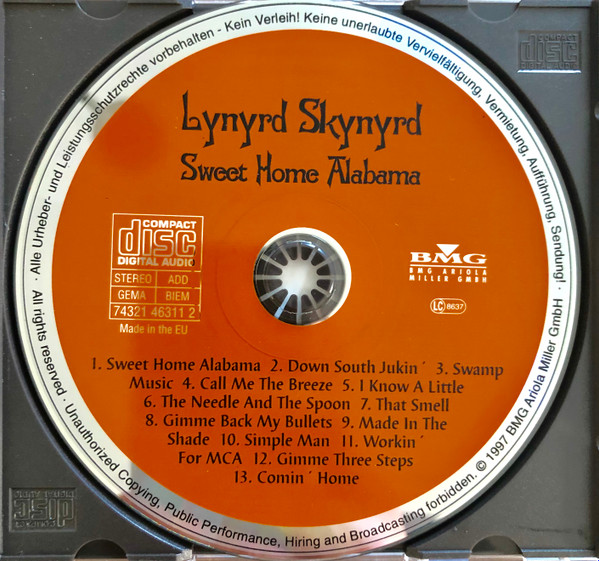 · Alle Urheber- und Leistungsschutzrechte vorbehalten - Kein Verleih! Keine unerlaubte Vervielfältigung, Vermietung, Aufführung, Sendung! ·
Lynyrd Skynyrd
Sweet Home Alabama
COMPACT
disc
DIGITAL AUDIO
STEREO ADD
GEMA BIEM
74321 46311 2
Made in the EU
BMG
BMG ARIOLA
MILLER GMBH
LC 8637
1. Sweet Home Alabama 2. Down South Jukin´ 3. Swamp
Music 4. Call Me The Breeze 5. I Know A Little
6. The Needle And The Spoon 7. That Smell
8. Gimme Back My Bullets 9. Made In The
Shade 10. Simple Man 11. Workin´
For MCA 12. Gimme Three Steps
13. Comin´ Home
All rights reserved · Unauthorized Copying, Public Performance, Hiring and Broadcasting forbidden. © 1997 BMG Ariola Miller GmbH
COMPACT
disc
disc